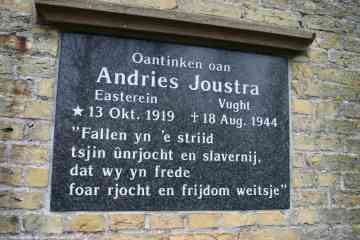 Oantinken oan
Andries Joustra
Easterein Vught
★ 13 Okt. 1919 † 18 Aug. 1944
"Fallen yn 'e striid
tsjin ûnrjocht en slavernij,
dat wy yn frede
foar rjocht en frijdom weitsje"